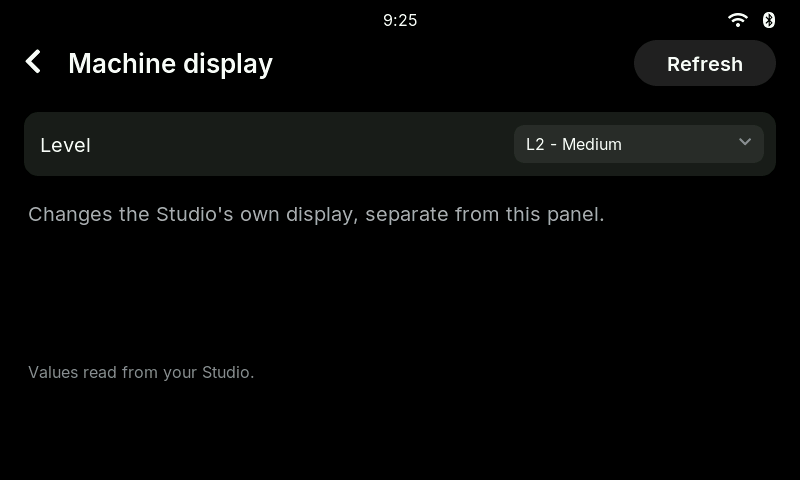 9:25
Machine display
Refresh
Level
L2 - Medium
Changes the Studio's own display, separate from this panel.
Values read from your Studio.